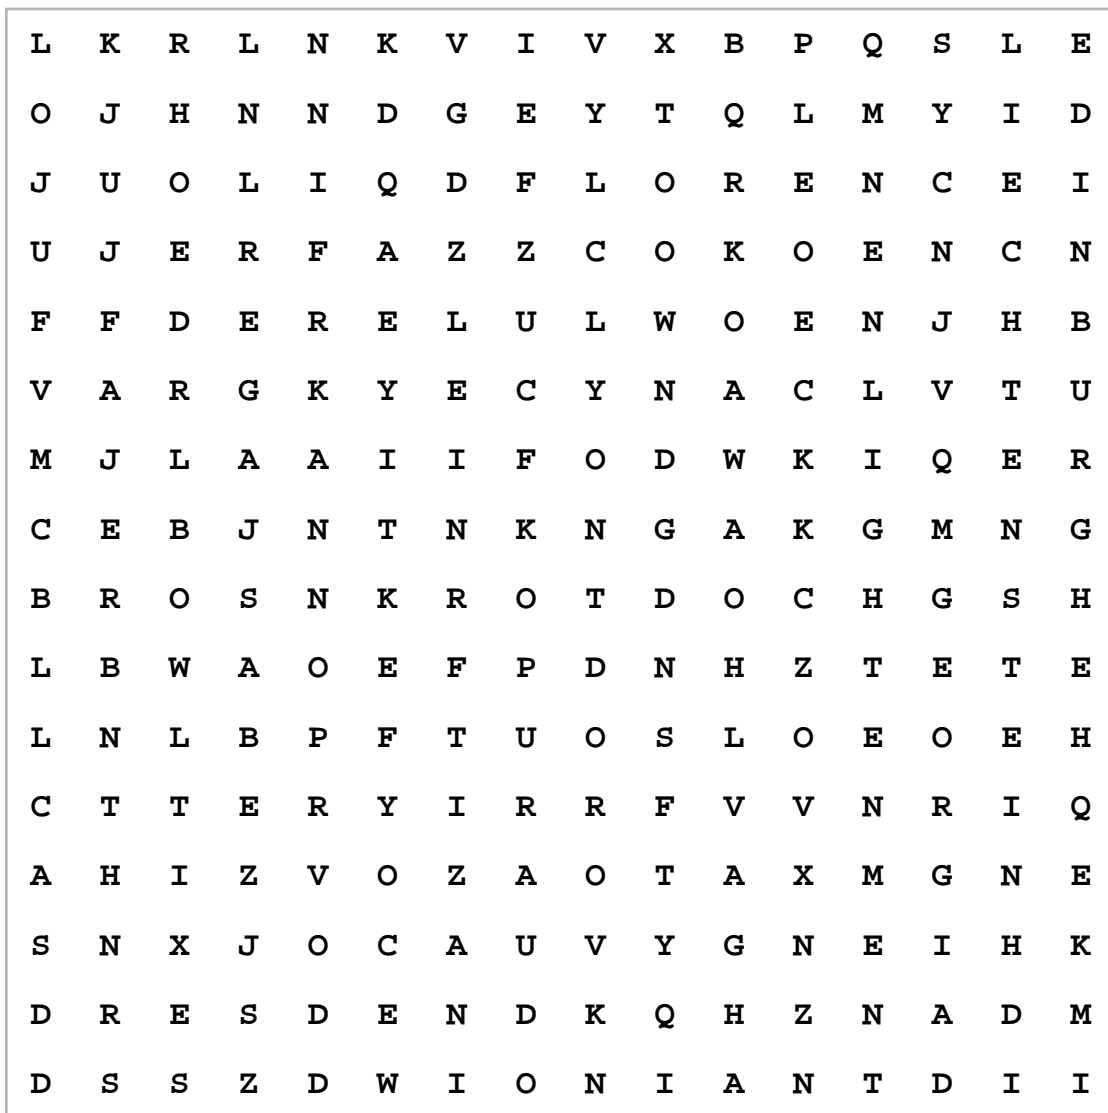 L K R L N K V I V X B P Q S L E
O J H N N D G E Y T Q L M Y I D
J U O L I Q D F L O R E N C E I
U J E R F A Z Z C O K O E N C N
F F D E R E L U L W O E N J H B
V A R G K Y E C Y N A C L V T U
M J L A A I I F O D W K I Q E R
C E B J N T N K N G A K G M N G
B R O S N K R O T D O C H G S H
L B W A O E F P D N H Z T E T E
L N L B P F T U O S L O E O E H
C T T E R Y I R R F V V N R I Q
A H I Z V O Z A O T A X M G N E
S N X J O C A U V Y G N E I H K
D R E S D E N D K Q H Z N A D M
D S S Z D W I O N I A N T D I I